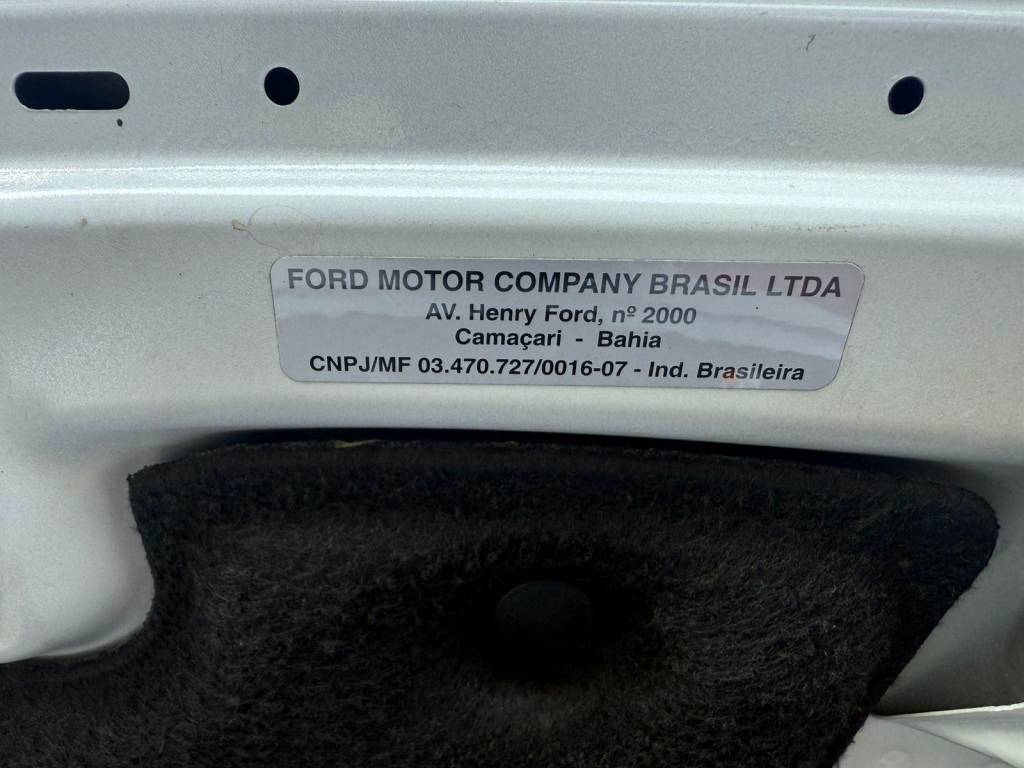 FORD MOTOR COMPANY BRASIL LTDA
AV. Henry Ford, nº 2000
Camaçari - Bahia
CNPJ/MF 03.470.727/0016-07 - Ind. Brasileira